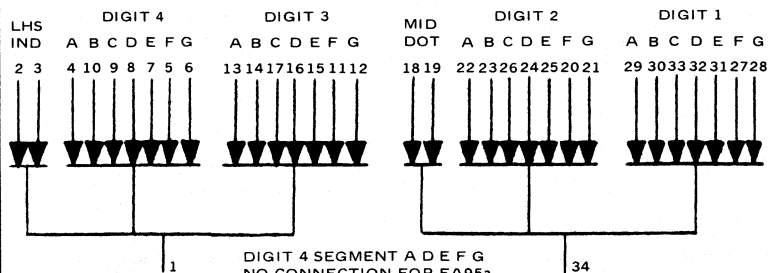 LHS IND DIGIT 4 DIGIT 3 MID DOT DIGIT 2 DIGIT 1
A B C D E F G A B C D E F G A B C D E F G A B C D E F G
2 3 4 10 9 8 7 5 6 13 14 17 16 15 11 12 18 19 22 23 26 24 25 20 21 29 30 33 32 31 27 28
1 DIGIT 4 SEGMENT A D E F G 34
NO CONNECTION FOR